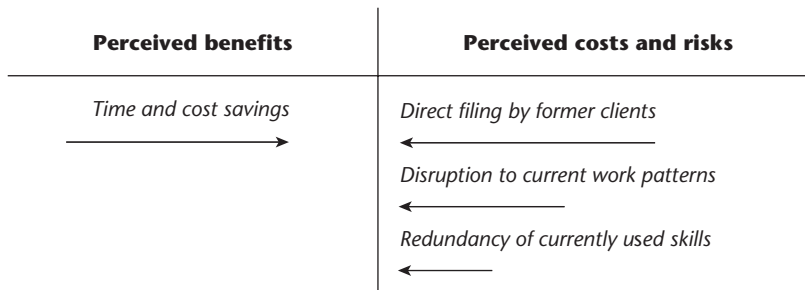 Perceived benefits
Perceived costs and risks
Time and cost savings
Direct filing by former clients
Disruption to current work patterns
Redundancy of currently used skills